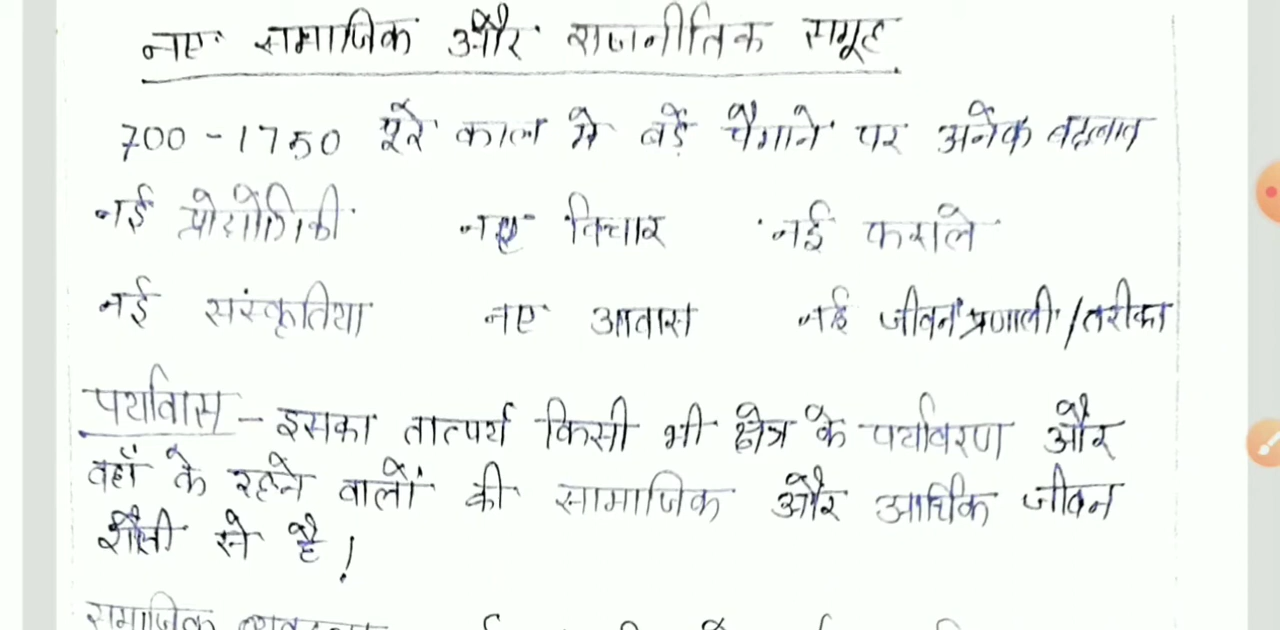 नए सामाजिक और राजनीतिक समूह
700-1750 पूरे काल मे बड़ें पैमाने पर अनेक बदलाव
नई प्रोद्योगिकी नए विचार नई फसले
नई संस्कृतिया नए आवास नई जीवन प्रणाली/तरीका
पर्यावास - इसका तात्पर्य किसी भी क्षेत्र के पर्यावरण और
वहाँ के रहने वालों की सामाजिक और आर्थिक जीवन
शैली से है!
सामाजिक